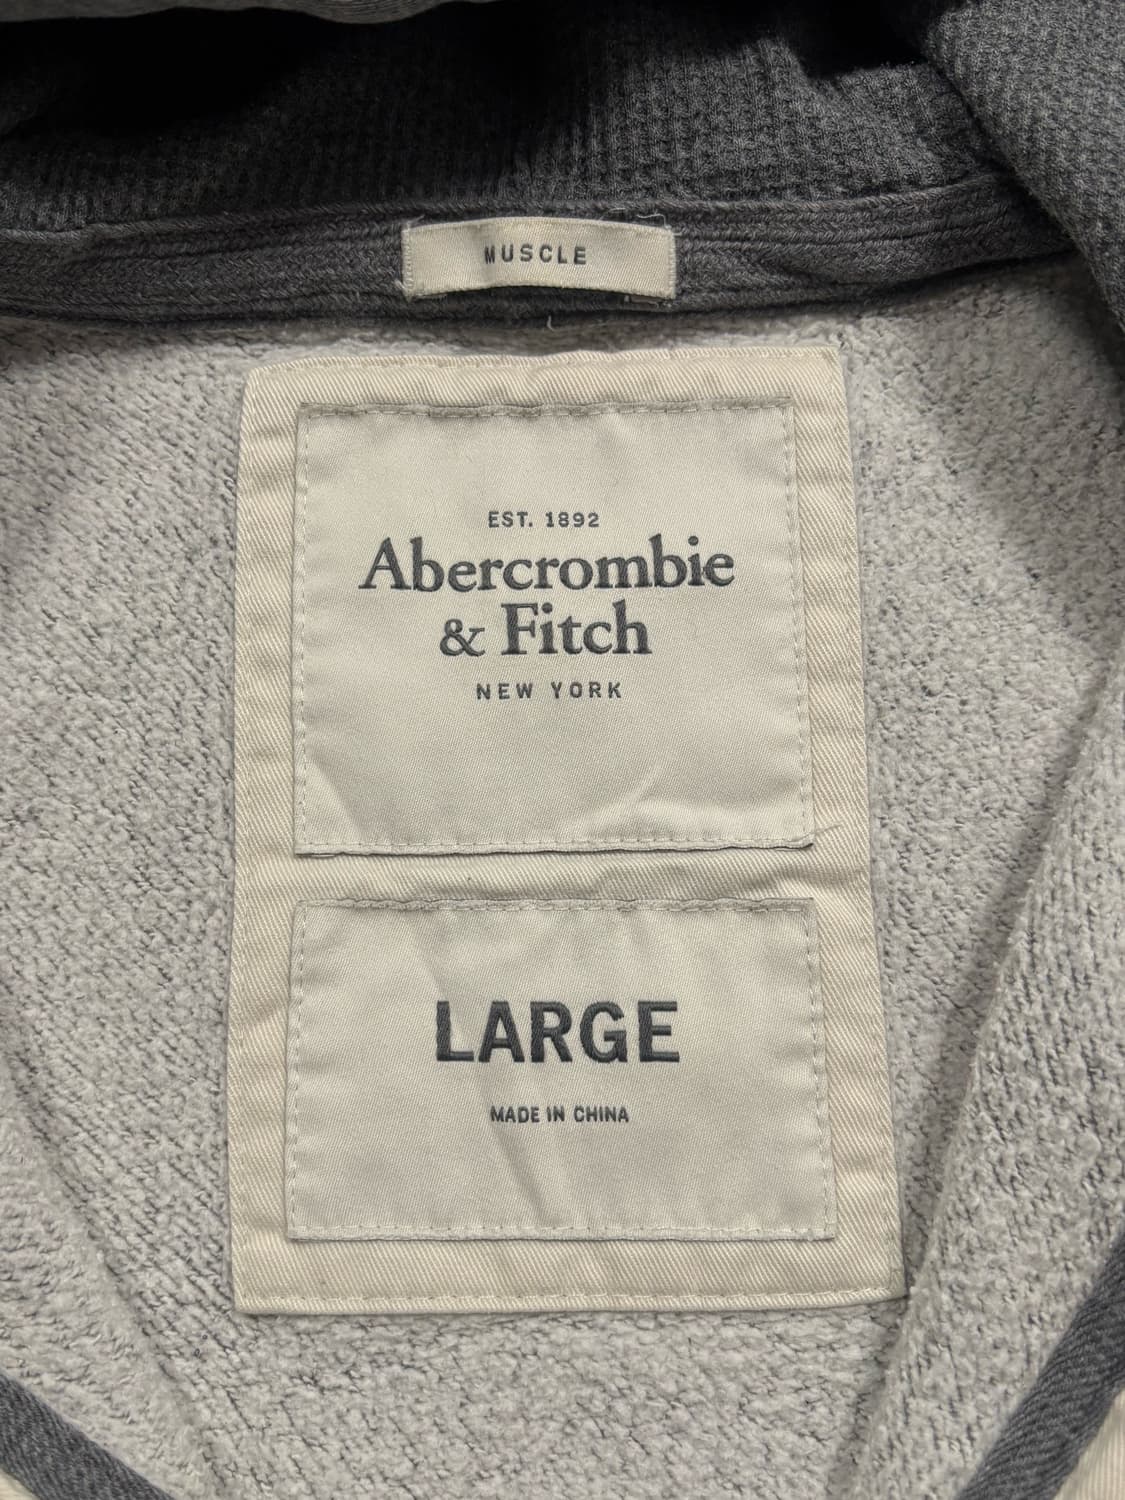 MUSCLE
EST. 1892
Abercrombie
& Fitch
NEW YORK
LARGE
MADE IN CHINA